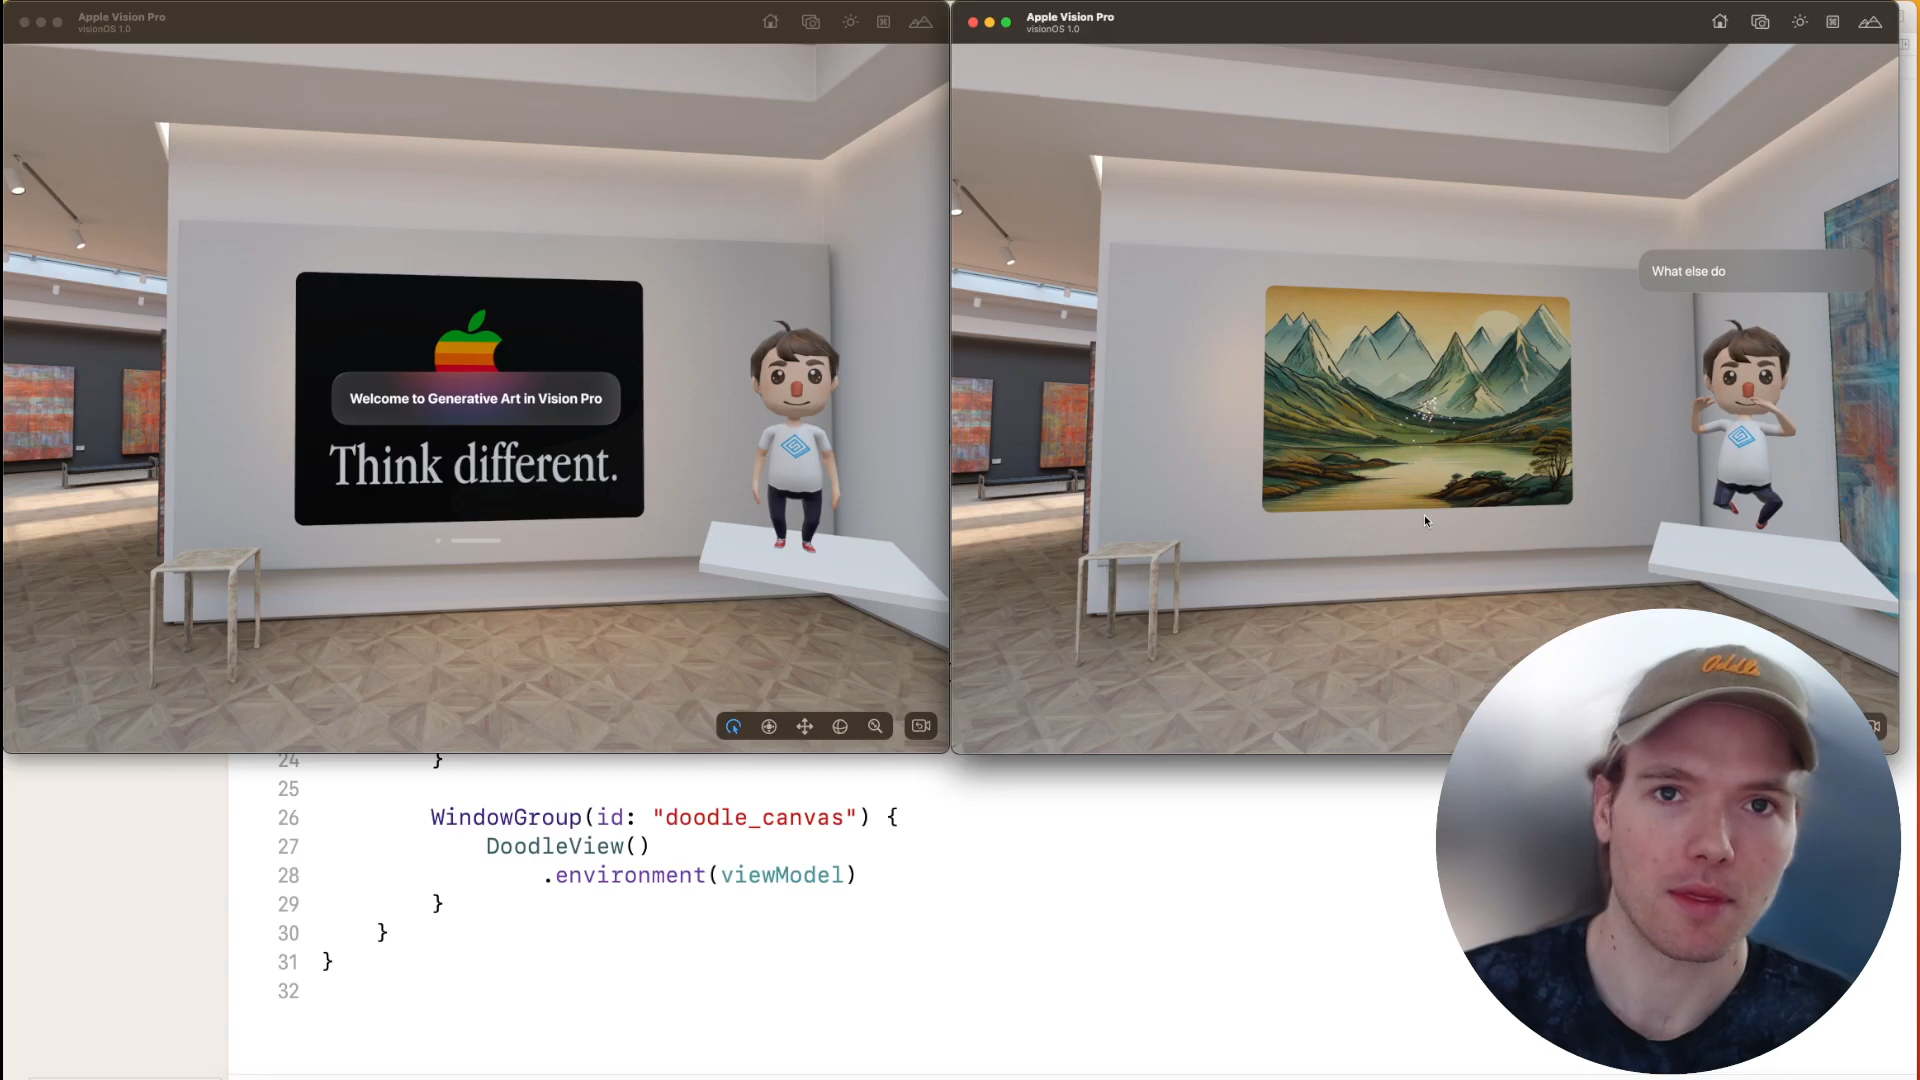 Apple Vision Pro
visionOS 1.0
Welcome to Generative Art in Vision Pro
Think different.
Apple Vision Pro
visionOS 1.0
What else do
24 }
25
26 WindowGroup(id: "doodle_canvas") {
27 DoodleView()
28 .environment(viewModel)
29 }
30 }
31 }
32